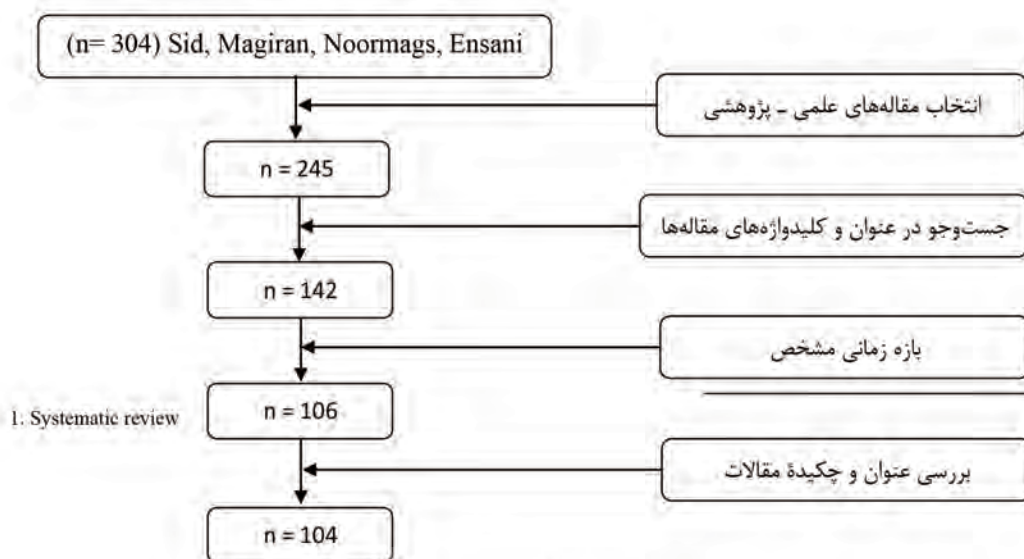 (n= 304) Sid, Magiran, Noormags, Ensani
انتخاب مقاله‌های علمی ـ پژوهشی
n = 245
جست‌وجو در عنوان و کلیدواژه‌های مقاله‌ها
n = 142
بازه زمانی مشخص
n = 106
1: Systematic review
بررسی عنوان و چکیدۀ مقالات
n = 104